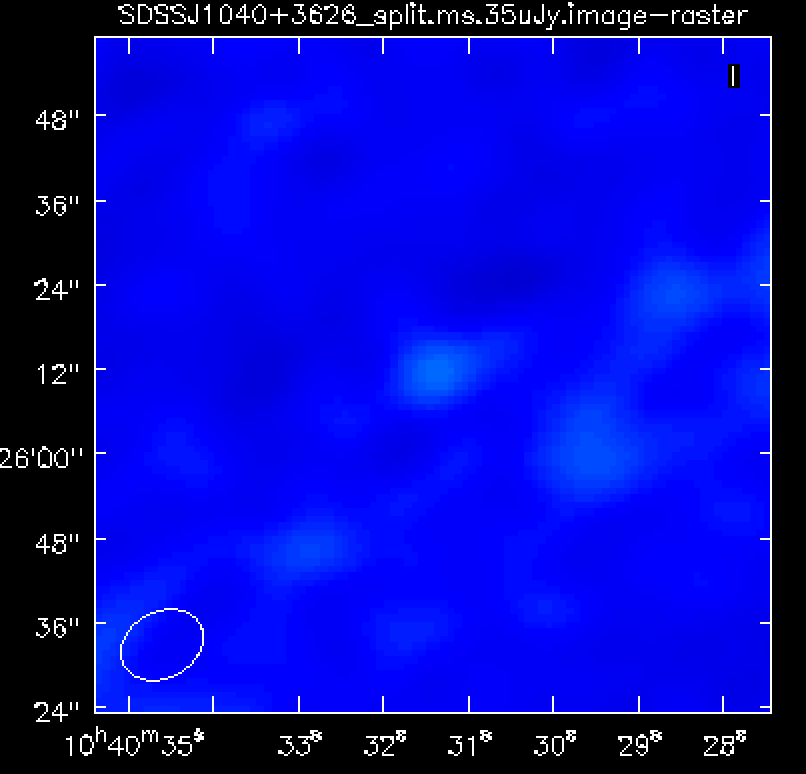 SDSSJ1040+3626_split.ms.35uJy.image-raster
I
48"
36"
24"
12"
26'00"
48"
36"
24"
10ʰ40ᵐ35ˢ 33ˢ 32ˢ 31ˢ 30ˢ 29ˢ 28ˢ